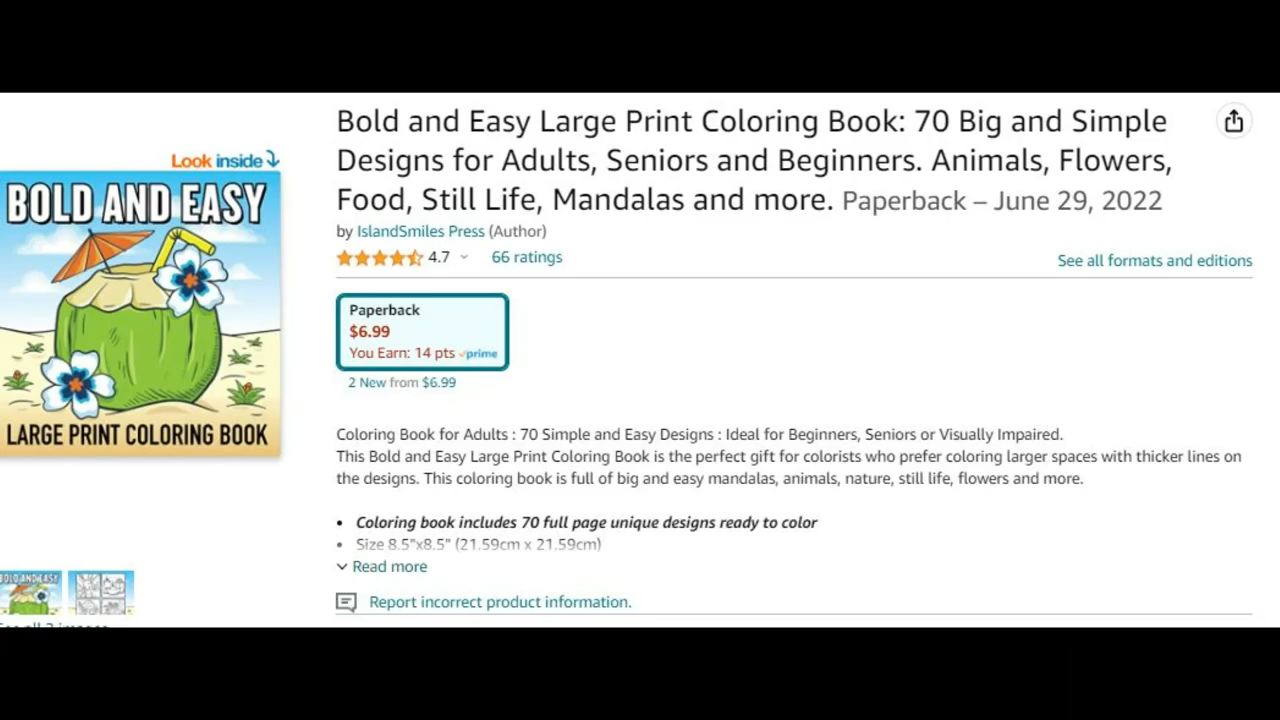 Look inside
BOLD AND EASY
LARGE PRINT COLORING BOOK
BOLD AND EASY
Bold and Easy Large Print Coloring Book: 70 Big and Simple
Designs for Adults, Seniors and Beginners. Animals, Flowers,
Food, Still Life, Mandalas and more. Paperback – June 29, 2022
by IslandSmiles Press (Author)
4.7 66 ratings
See all formats and editions
Paperback
$6.99
You Earn: 14 pts prime
2 New from $6.99
Coloring Book for Adults : 70 Simple and Easy Designs : Ideal for Beginners, Seniors or Visually Impaired.
This Bold and Easy Large Print Coloring Book is the perfect gift for colorists who prefer coloring larger spaces with thicker lines on
the designs. This coloring book is full of big and easy mandalas, animals, nature, still life, flowers and more.
• Coloring book includes 70 full page unique designs ready to color
• Size 8.5"x8.5" (21.59cm x 21.59cm)
Read more
Report incorrect product information.